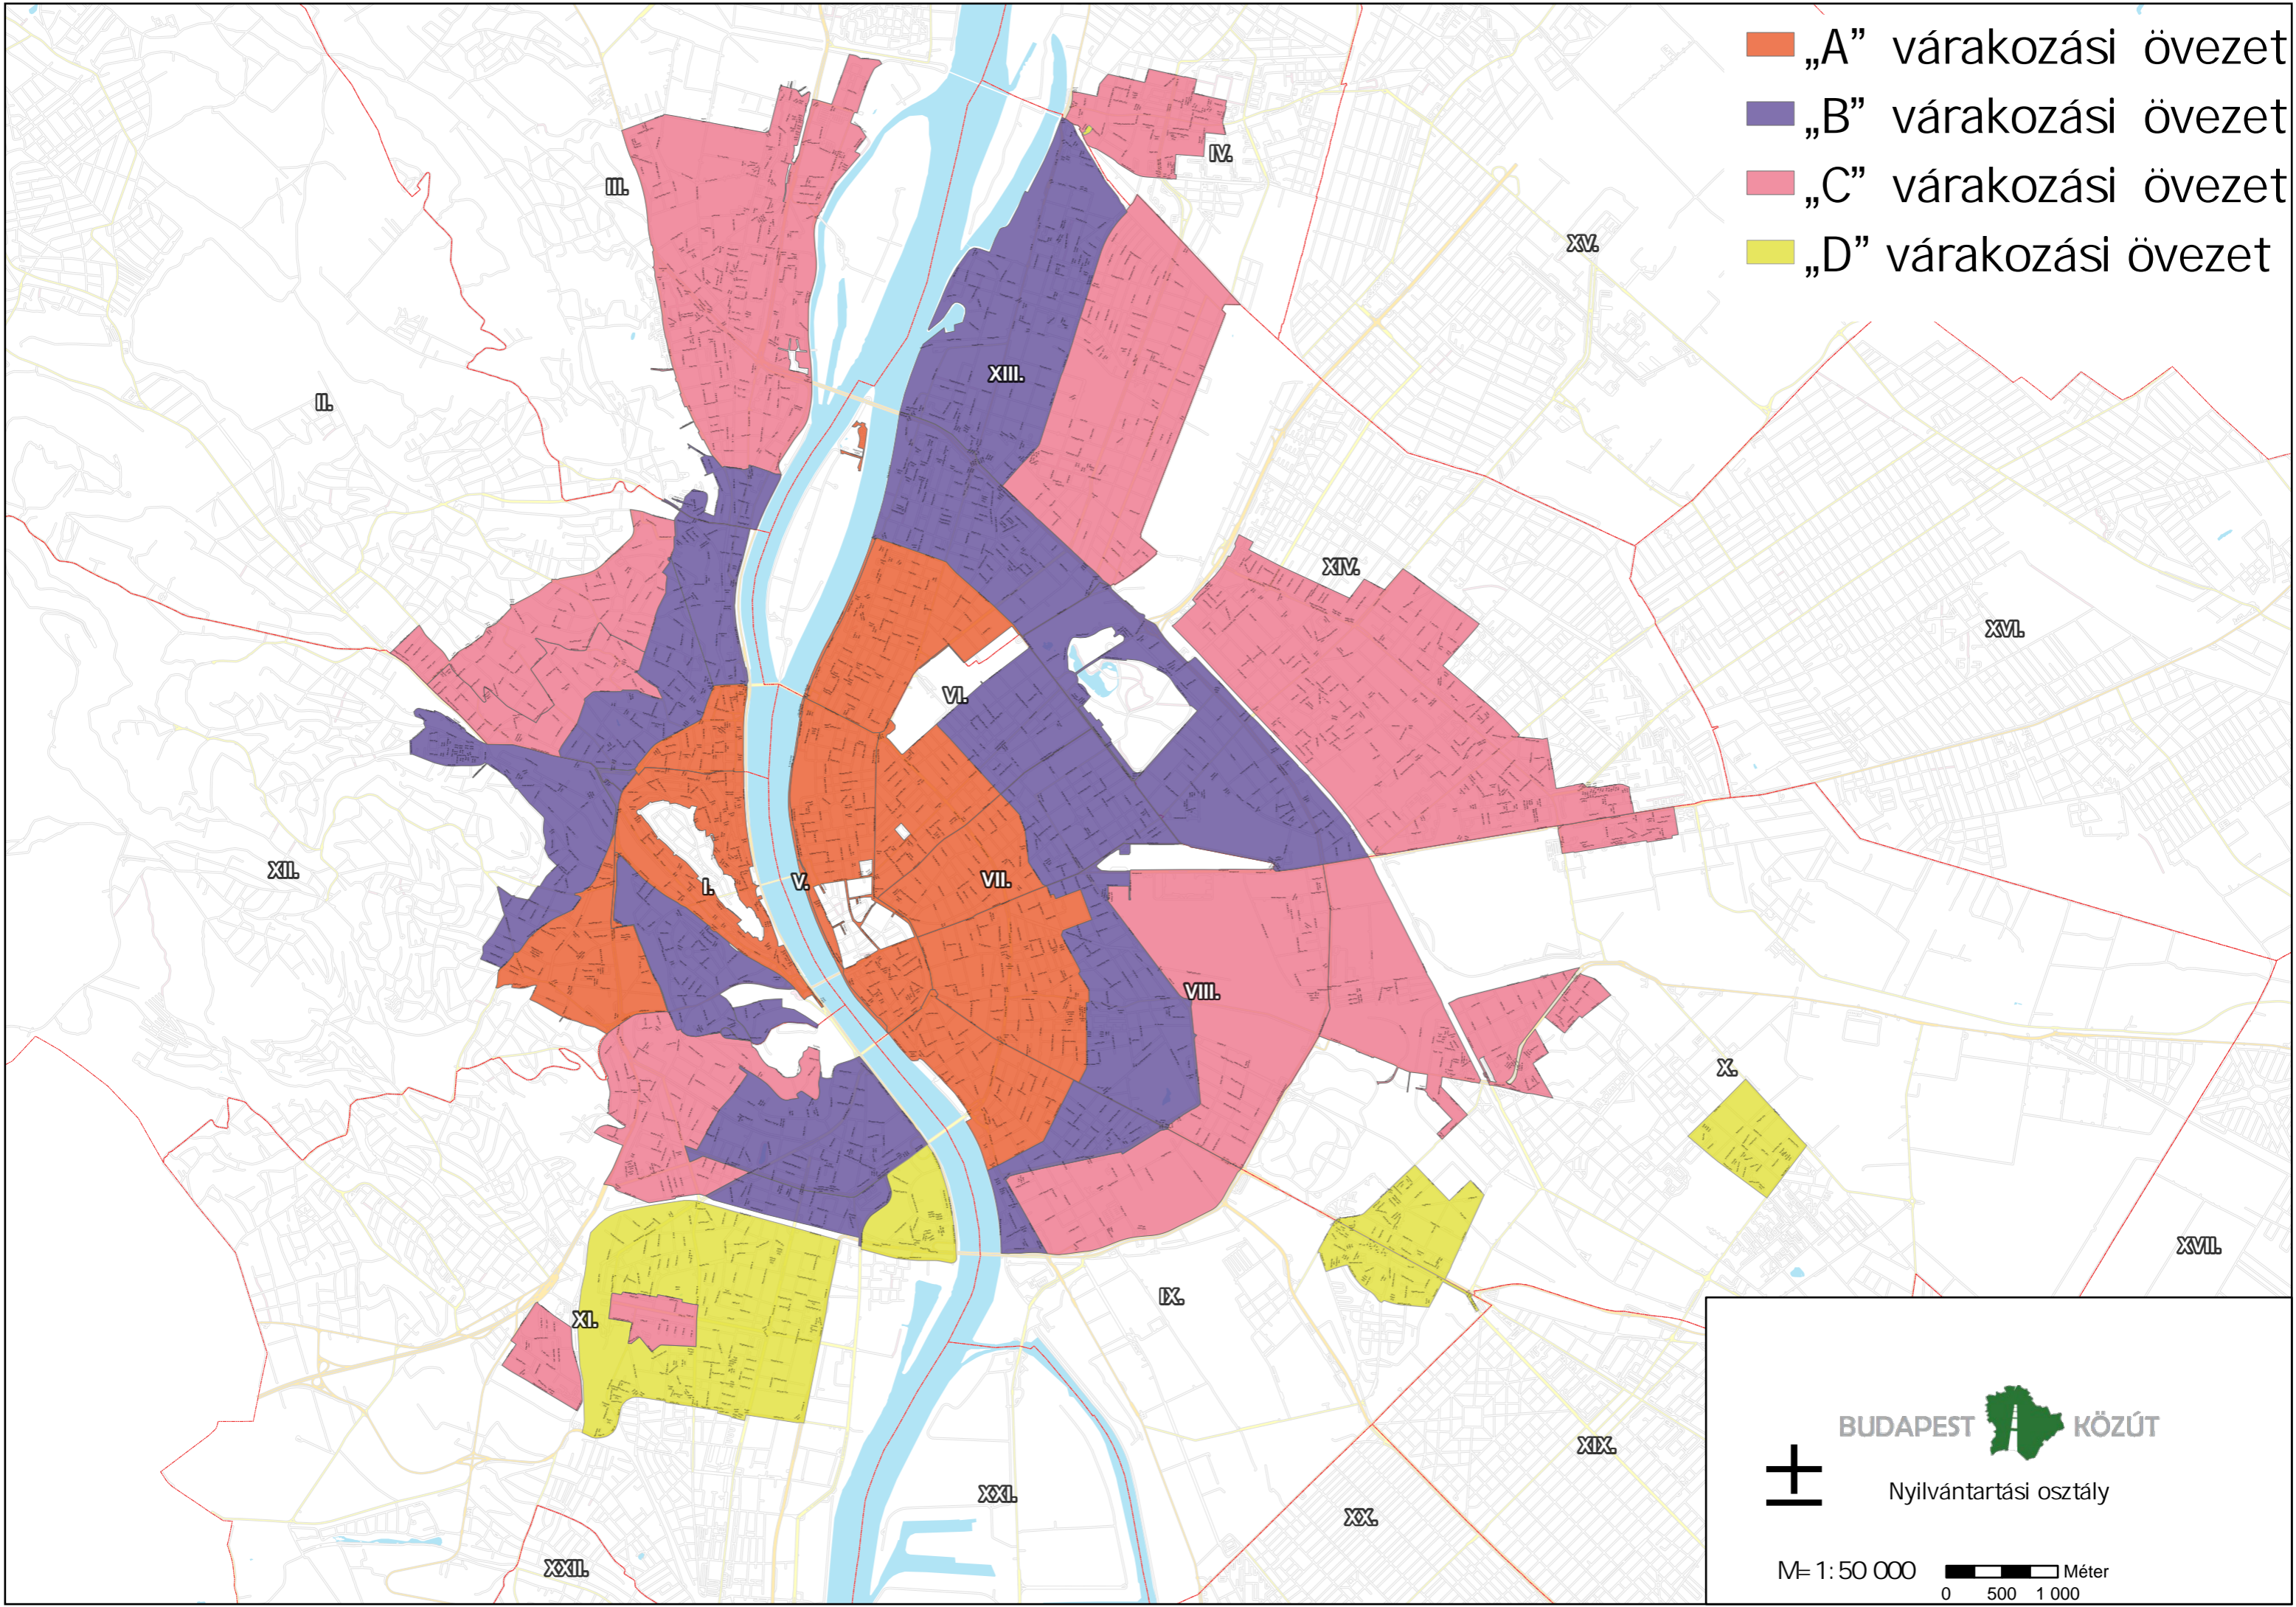 „A” várakozási övezet
„B” várakozási övezet
„C” várakozási övezet
„D” várakozási övezet
III.
IV.
XV.
II.
XIII.
XIV.
XVI.
VI.
XII.
I.
V.
VII.
VIII.
X.
XVII.
IX.
XI.
XIX.
XXI.
XX.
XXII.
BUDAPEST KÖZÚT
Nyilvántartási osztály
M= 1: 50 000
Méter
0 500 1 000